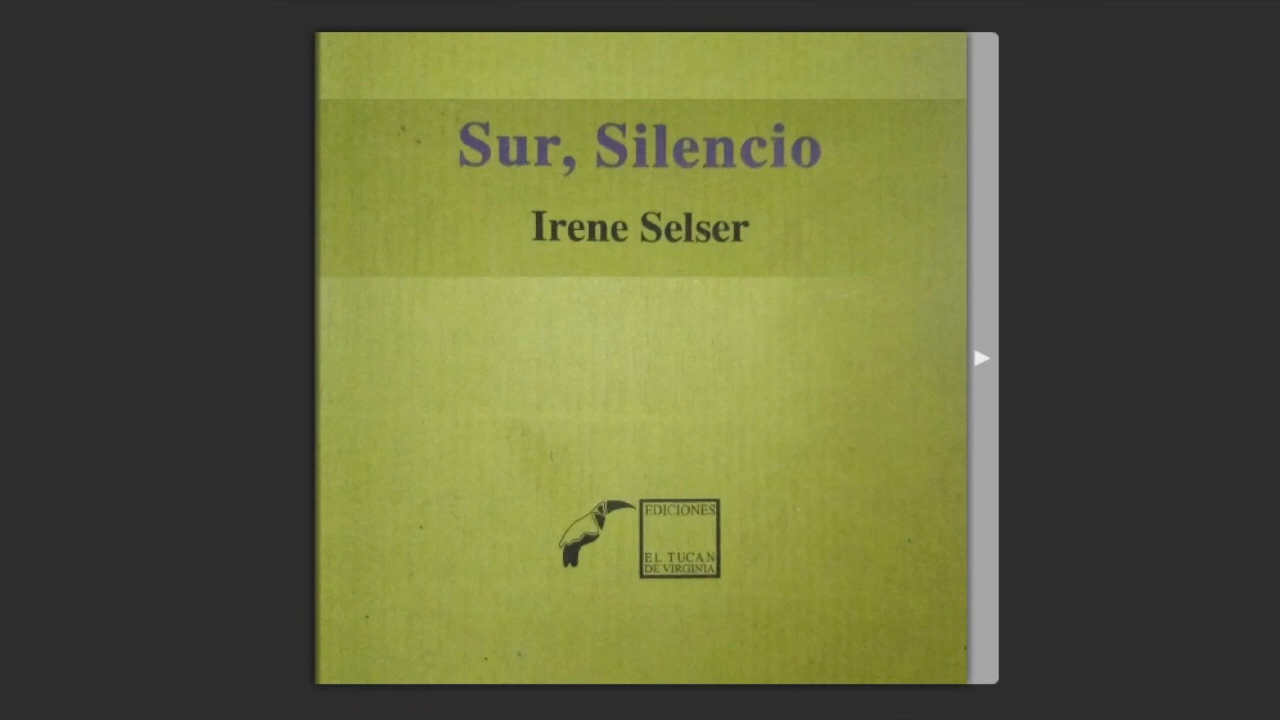 Sur, Silencio
Irene Selser
EDICIONES
EL TUCAN
DE VIRGINIA